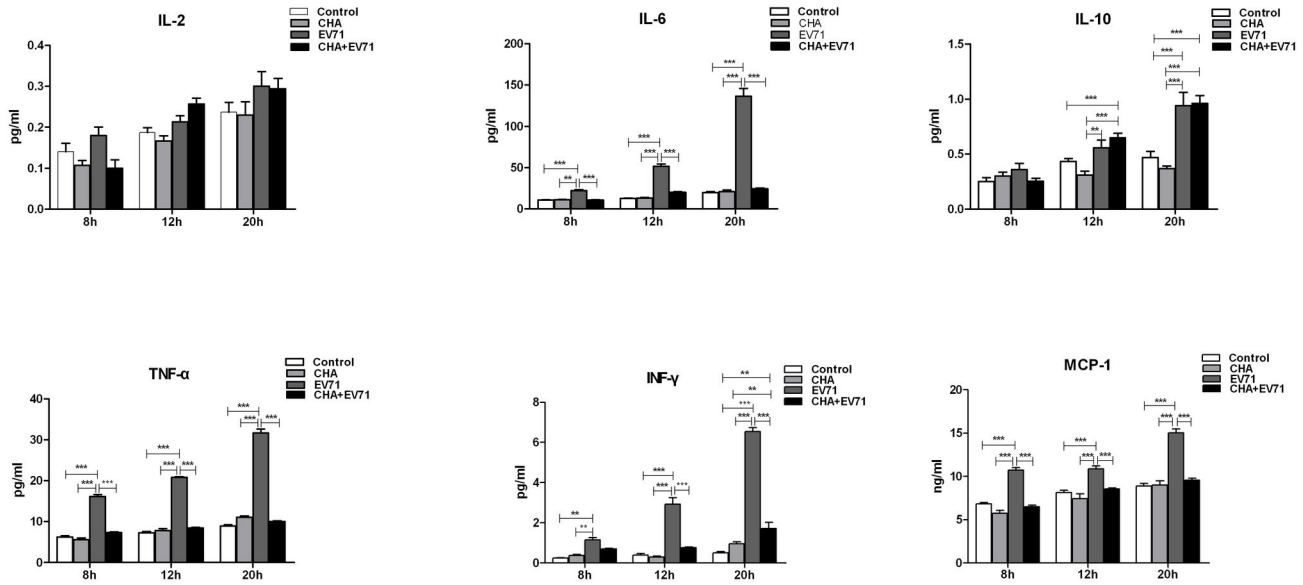 IL-2
Control
CHA
EV71
CHA+EV71
pg/ml
0.4
0.3
0.2
0.1
0.0
8h
12h
20h
IL-6
Control
CHA
EV71
CHA+EV71
pg/ml
200
150
100
50
0
***
**
***
***
***
***
***
***
***
8h
12h
20h
IL-10
Control
CHA
EV71
CHA+EV71
pg/ml
1.5
1.0
0.5
0.0
***
***
**
***
***
***
***
8h
12h
20h
TNF-α
Control
CHA
EV71
CHA+EV71
pg/ml
40
30
20
10
0
***
***
***
***
***
***
***
***
***
8h
12h
20h
INF-γ
Control
CHA
EV71
CHA+EV71
pg/ml
6
4
2
0
**
**
***
***
***
**
**
***
***
***
8h
12h
20h
MCP-1
Control
CHA
EV71
CHA+EV71
ng/ml
20
15
10
5
0
***
***
***
***
***
***
***
***
***
8h
12h
20h